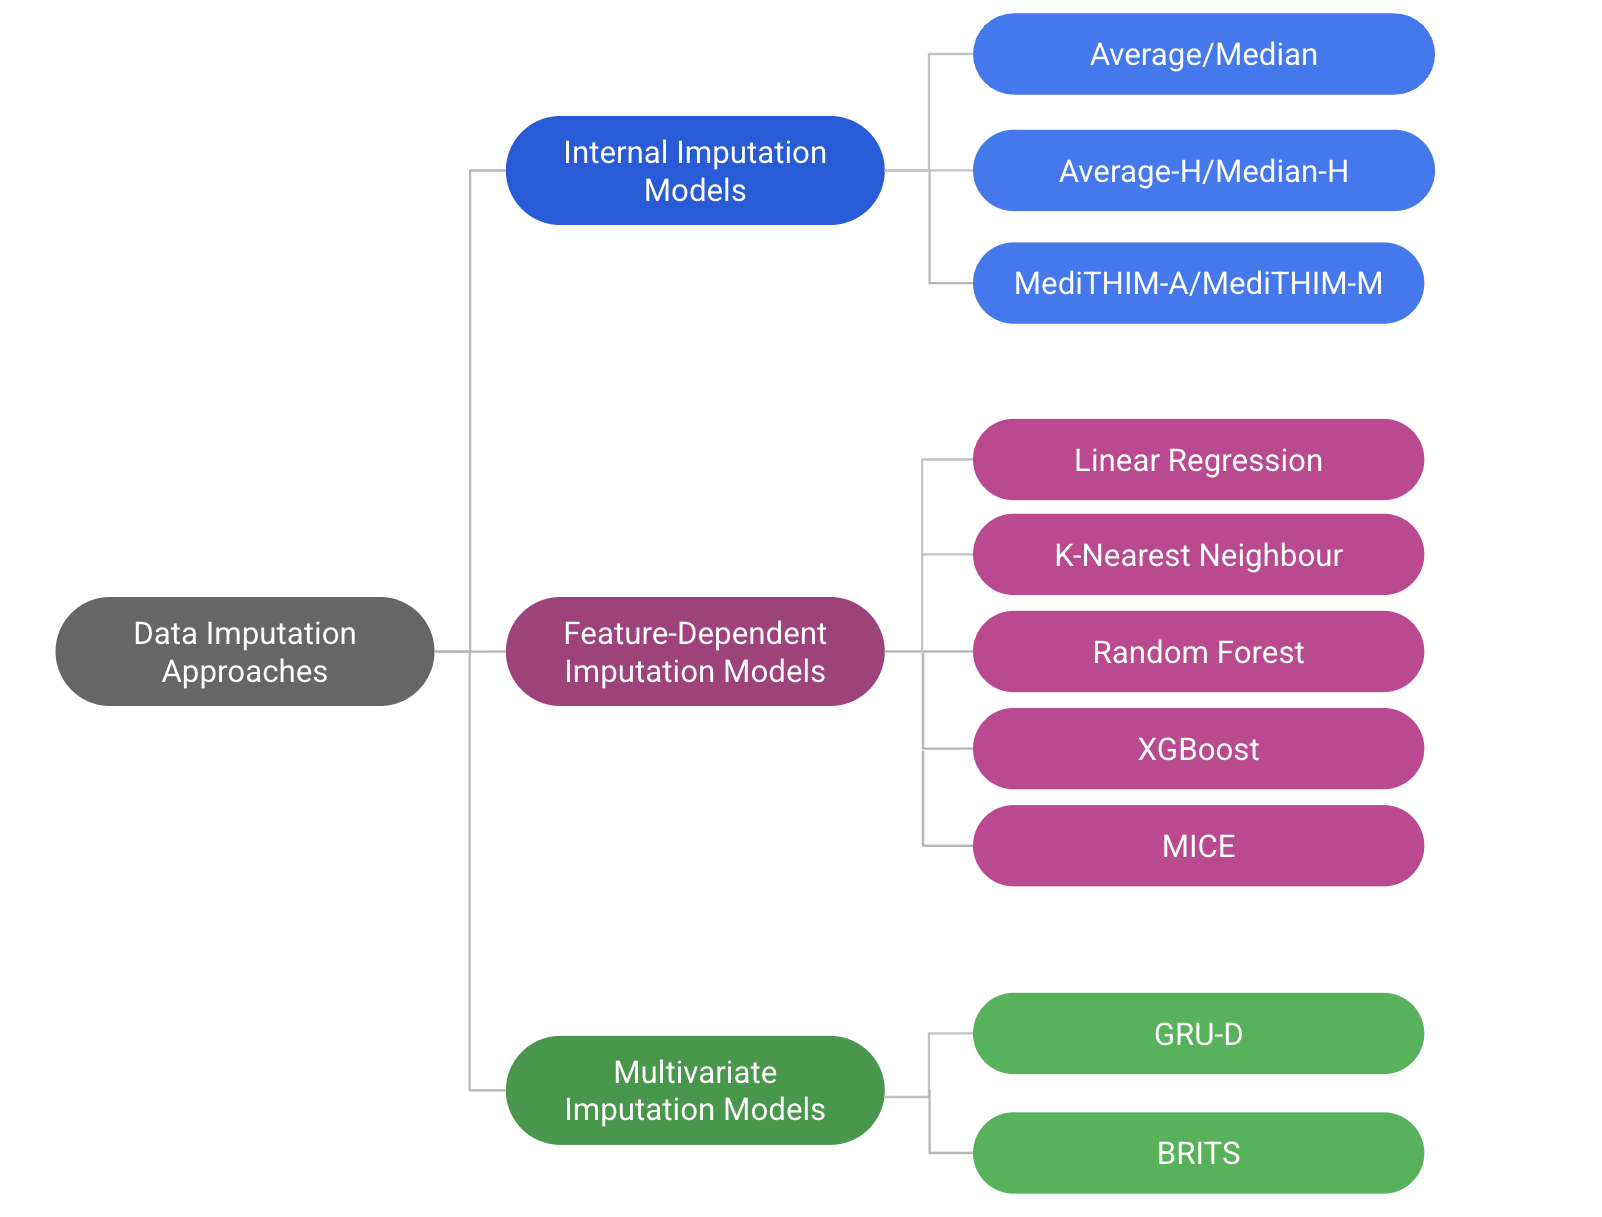 Data Imputation
Approaches
Internal Imputation
Models
Average/Median
Average-H/Median-H
MediTHIM-A/MediTHIM-M
Feature-Dependent
Imputation Models
Linear Regression
K-Nearest Neighbour
Random Forest
XGBoost
MICE
Multivariate
Imputation Models
GRU-D
BRITS